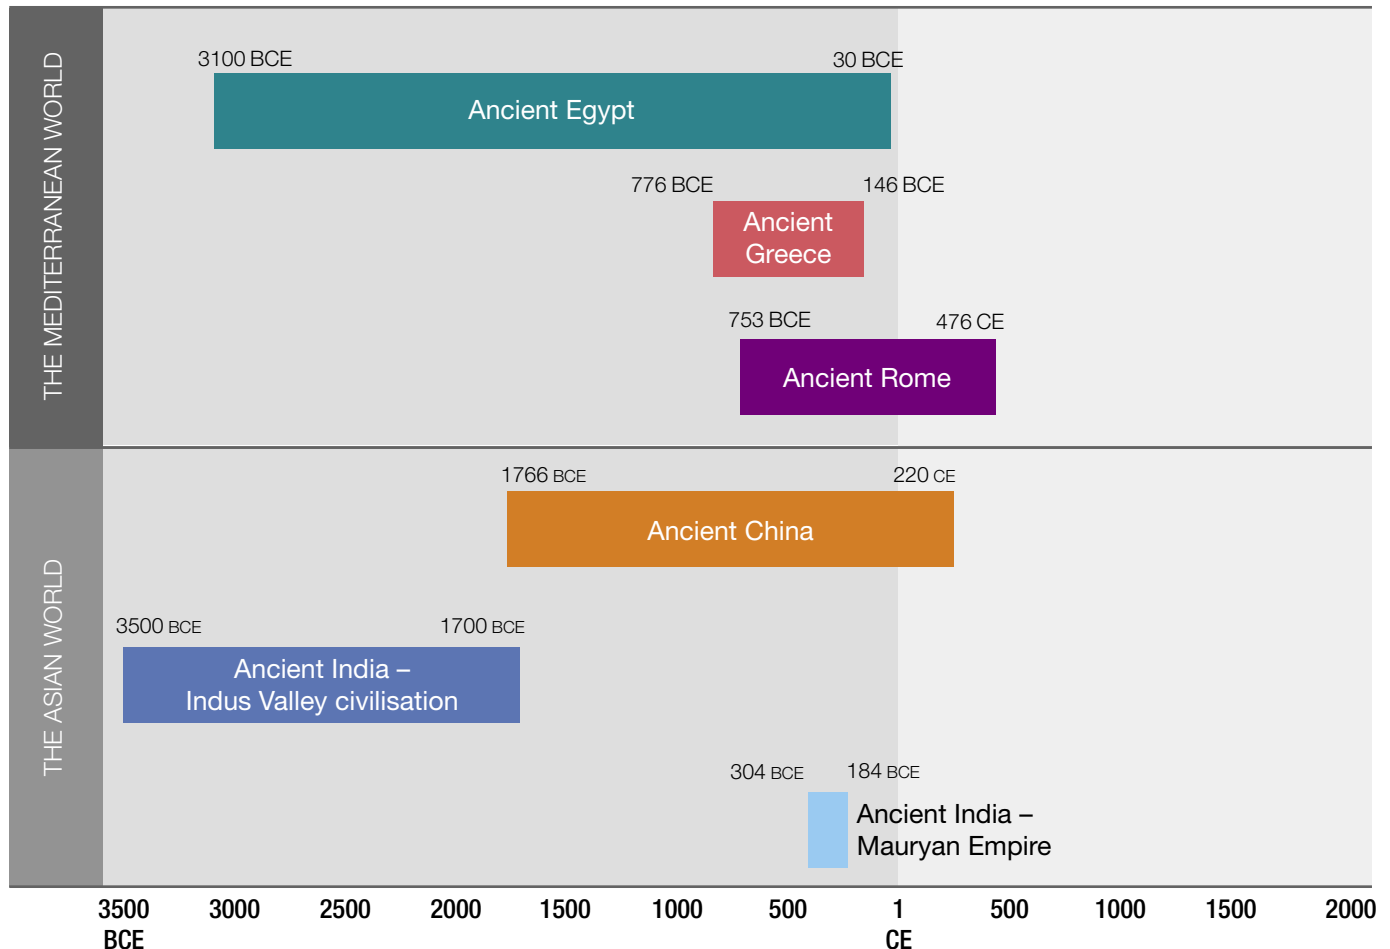 THE MEDITERRANEAN WORLD
3100 BCE
30 BCE
Ancient Egypt
776 BCE
146 BCE
Ancient
Greece
753 BCE
476 CE
Ancient Rome
THE ASIAN WORLD
1766 BCE
220 CE
Ancient China
3500 BCE
1700 BCE
Ancient India –
Indus Valley civilisation
304 BCE
184 BCE
Ancient India –
Mauryan Empire
3500 3000 2500 2000 1500 1000 500 1 500 1000 1500 2000
BCE CE